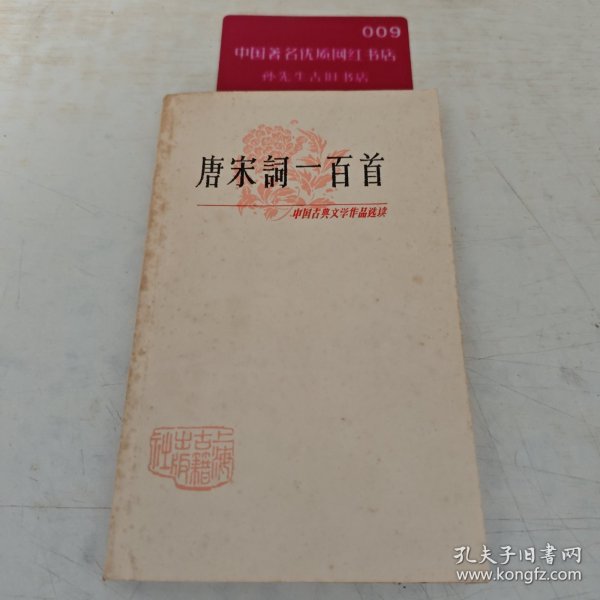 009
中国著名优质网红书店
孙先生古旧书店
唐宋詞一百首
中国古典文学作品选读
上海
古籍
出版
社
孔夫子旧书网
www.kongfz.com